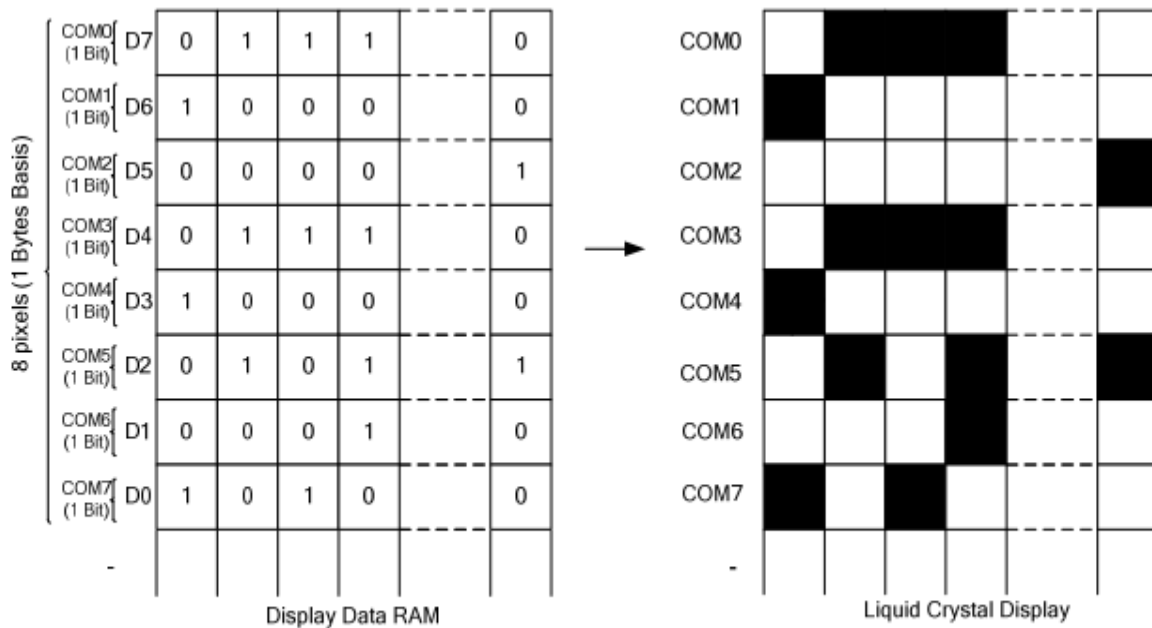 8 pixels (1 Bytes Basis)
COM0 (1 Bit) D7 0 1 1 1 0
COM1 (1 Bit) D6 1 0 0 0 0
COM2 (1 Bit) D5 0 0 0 0 1
COM3 (1 Bit) D4 0 1 1 1 0
COM4 (1 Bit) D3 1 0 0 0 0
COM5 (1 Bit) D2 0 1 0 1 1
COM6 (1 Bit) D1 0 0 0 1 0
COM7 (1 Bit) D0 1 0 1 0 0
-
Display Data RAM
COM0
COM1
COM2
COM3
COM4
COM5
COM6
COM7
-
Liquid Crystal Display